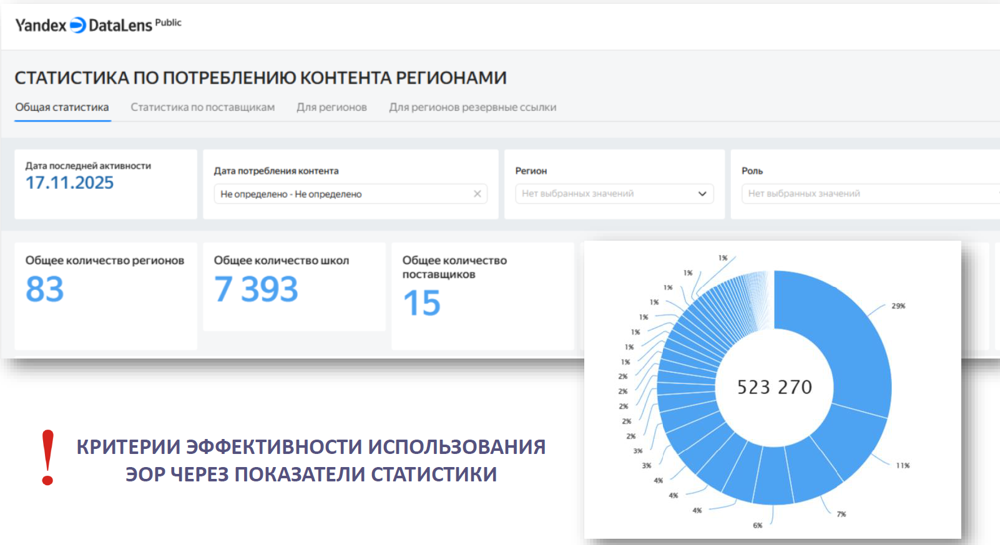 Yandex DataLens Public
СТАТИСТИКА ПО ПОТРЕБЛЕНИЮ КОНТЕНТА РЕГИОНАМИ
Общая статистика
Статистика по поставщикам
Для регионов
Для регионов резервные ссылки
Дата последней активности
17.11.2025
Дата потребления контента
Не определено - Не определено
Регион
Нет выбранных значений
Роль
Нет выбранных значений
Общее количество регионов
83
Общее количество школ
7 393
Общее количество
поставщиков
15
1%
1%
1%
1%
1%
1%
1%
1%
2%
2%
2%
2%
2%
3%
3%
4%
4%
4%
6%
7%
11%
29%
523 270
! КРИТЕРИИ ЭФФЕКТИВНОСТИ ИСПОЛЬЗОВАНИЯ
ЭОР ЧЕРЕЗ ПОКАЗАТЕЛИ СТАТИСТИКИ